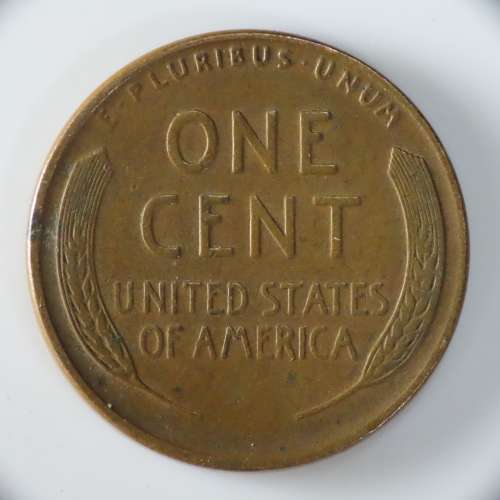 E·PLURIBUS·UNUM
ONE
CENT
UNITED STATES
OF AMERICA